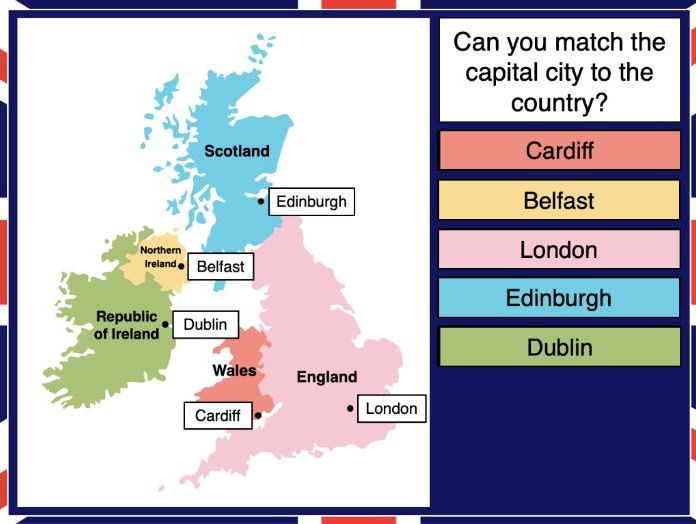 Can you match the
capital city to the
country?
Cardiff
Belfast
London
Edinburgh
Dublin
Scotland
Edinburgh
Northern
Ireland
Belfast
Republic
of Ireland
Dublin
Wales
England
Cardiff
London